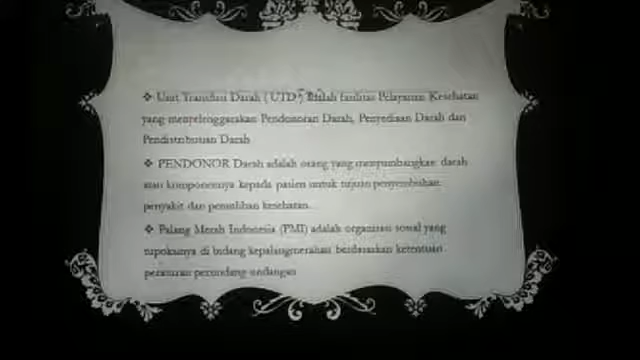 ❖ Unit Transfusi Darah ( UTD ) adalah fasilitas Pelayanan Kesehatan
yang menyelenggarakan Pendonoran Darah, Penyediaan Darah dan
Pendistribusian Darah
❖ PENDONOR Darah adalah orang yang menyumbangkan darah
atau komponennya kepada pasien untuk tujuan penyembuhan
penyakit dan pemulihan kesehatan.
❖ Palang Merah Indonesia (PMI) adalah organisasi sosial yang
tupoksinya di bidang kepalangmerahan berdasarkan ketentuan
peraturan perundang-undangan